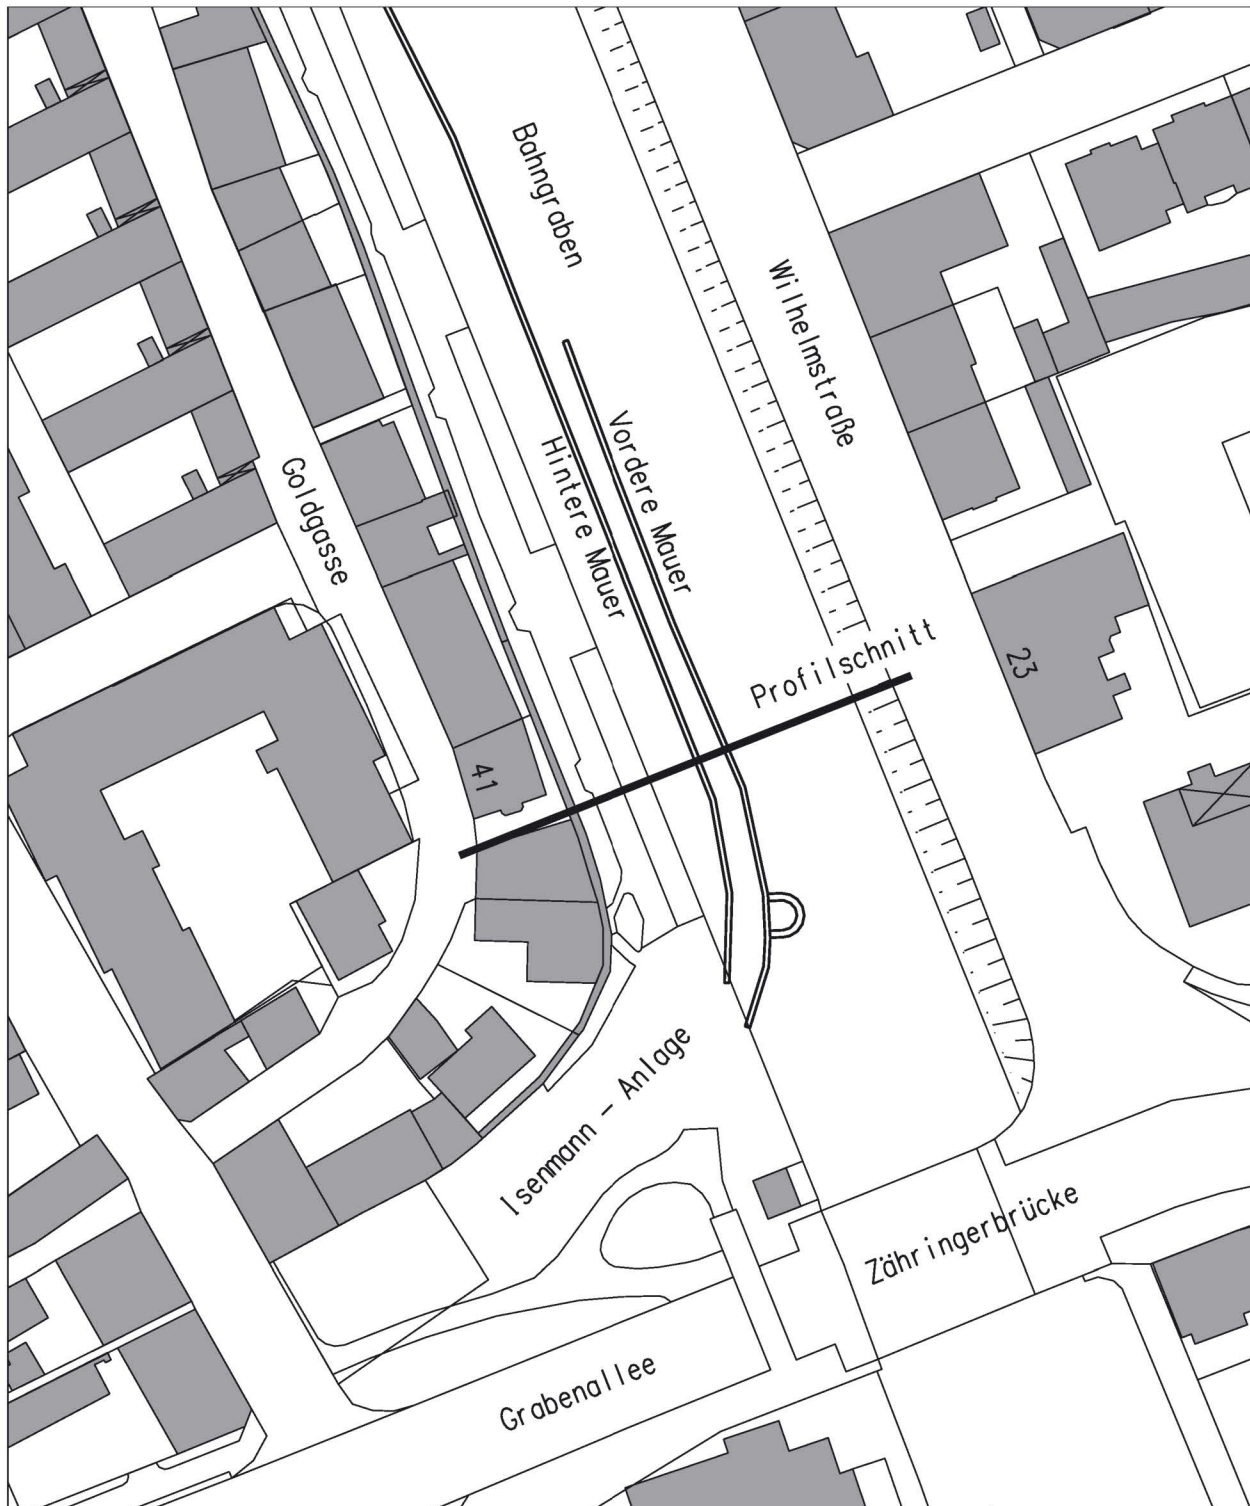 Bahngraben
Wilhelmstraße
Vordere Mauer
Hintere Mauer
Goldgasse
Profilschnitt
23
41
Isenmann - Anlage
Zähringerbrücke
Grabenallee